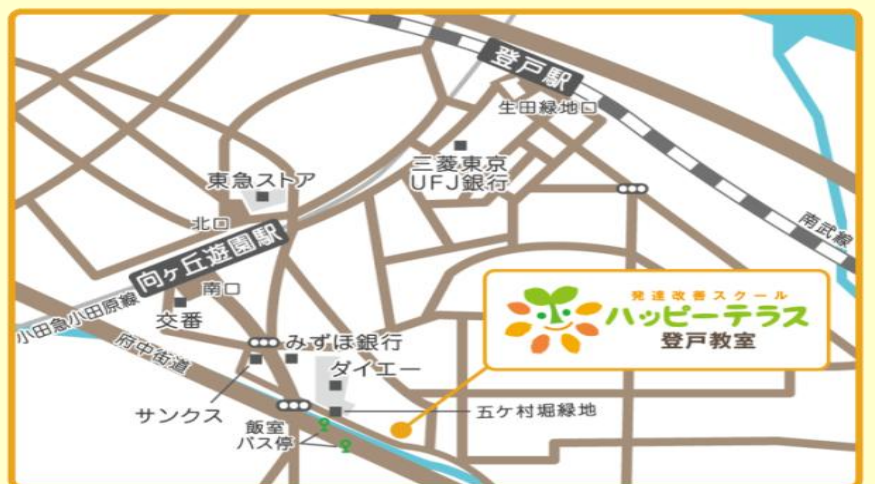 登戸駅
生田緑地口
三菱東京
UFJ銀行
東急ストア
北口
向ヶ丘遊園駅
南口
南武線
小田急小田原線
交番
府中街道
みずほ銀行
ダイエー
サンクス
飯室
バス停
五ケ村堀緑地
発達改善スクール
ハッピーテラス
登戸教室